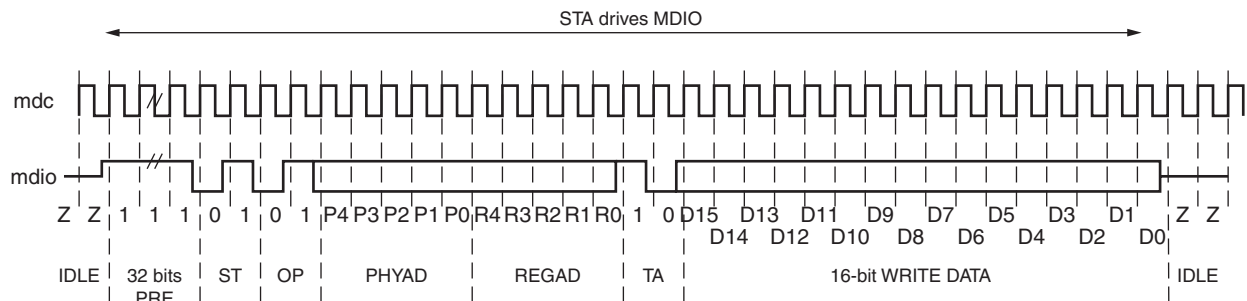 STA drives MDIO
mdc
mdio
Z Z 1 1 1 0 1 0 1 P4 P3 P2 P1 P0 R4 R3 R2 R1 R0 1 0 D15 D13 D11 D9 D7 D5 D3 D1 Z Z
D14 D12 D10 D8 D6 D4 D2 D0
IDLE 32 bits ST OP PHYAD REGAD TA 16-bit WRITE DATA IDLE
PRE